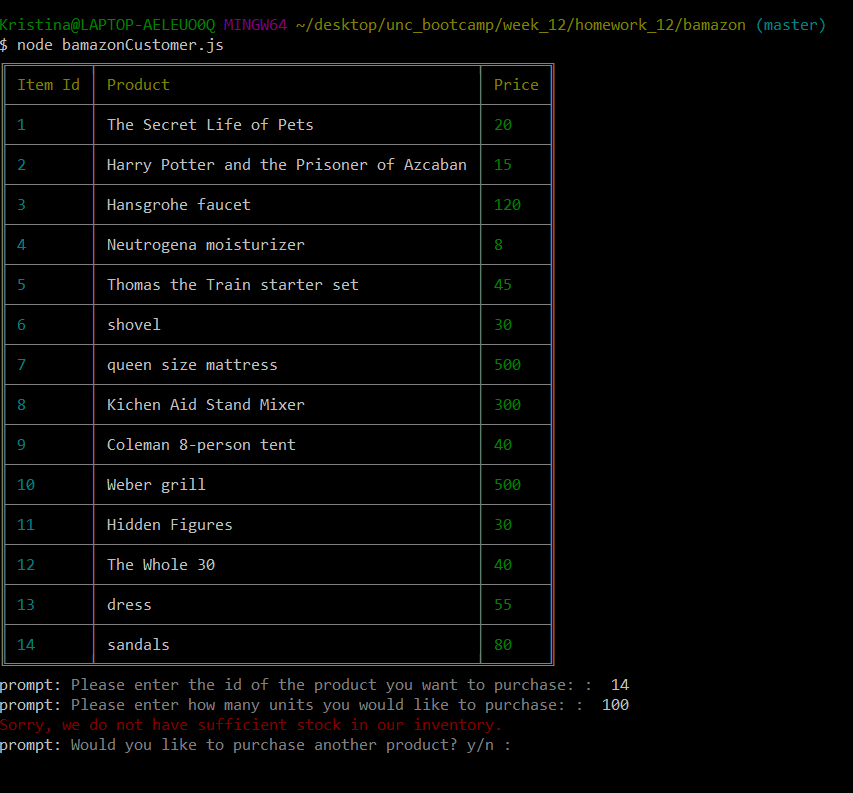 Kristina@LAPTOP-AELEUO0Q MINGW64 ~/desktop/unc_bootcamp/week_12/homework_12/bamazon (master)
$ node bamazonCustomer.js
Item Id Product Price
1 The Secret Life of Pets 20
2 Harry Potter and the Prisoner of Azcaban 15
3 Hansgrohe faucet 120
4 Neutrogena moisturizer 8
5 Thomas the Train starter set 45
6 shovel 30
7 queen size mattress 500
8 Kichen Aid Stand Mixer 300
9 Coleman 8-person tent 40
10 Weber grill 500
11 Hidden Figures 30
12 The Whole 30 40
13 dress 55
14 sandals 80
prompt: Please enter the id of the product you want to purchase: :  14
prompt: Please enter how many units you would like to purchase: :  100
Sorry, we do not have sufficient stock in our inventory.
prompt: Would you like to purchase another product? y/n :